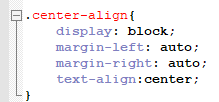 .center-align{
display: block;
margin-left: auto;
margin-right: auto;
text-align:center;
}